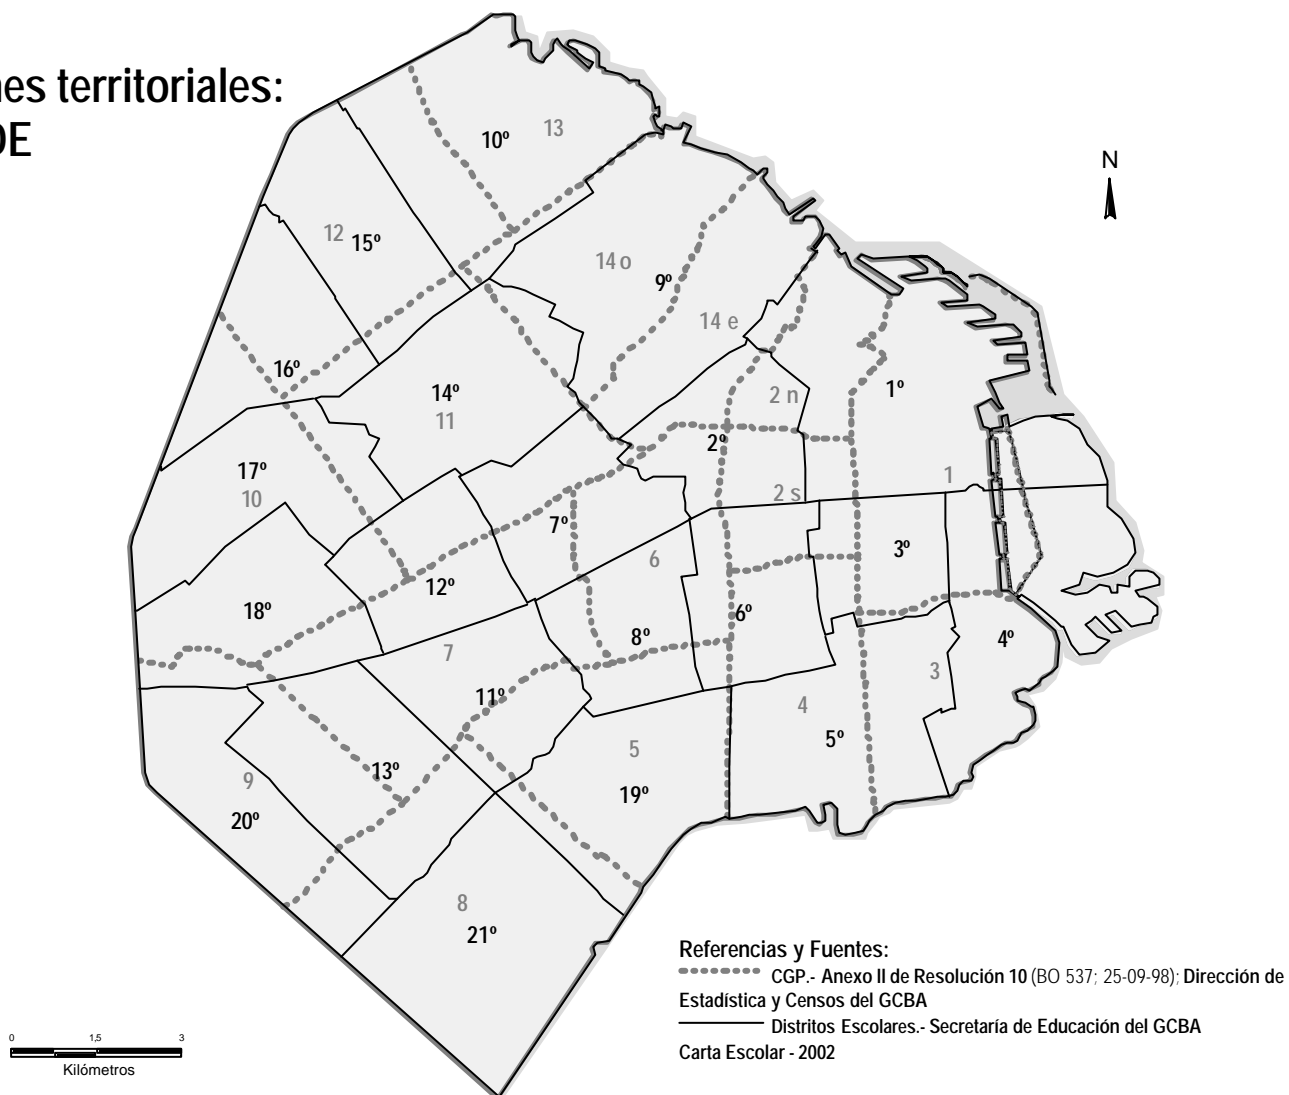 nes territoriales:
DE
N
10º
13
12
15º
14 o
9º
14 e
16º
14º
11
2 n
1º
2º
17º
10
1
2 s
7º
3º
6
12º
18º
6º
8º
4º
7
3
11º
4
5º
5
13º
9
19º
20º
8
21º
Referencias y Fuentes:
CGP.- Anexo II de Resolución 10 (BO 537; 25-09-98); Dirección de
Estadística y Censos del GCBA
Distritos Escolares.- Secretaría de Educación del GCBA
Carta Escolar - 2002
0 1,5 3
Kilómetros